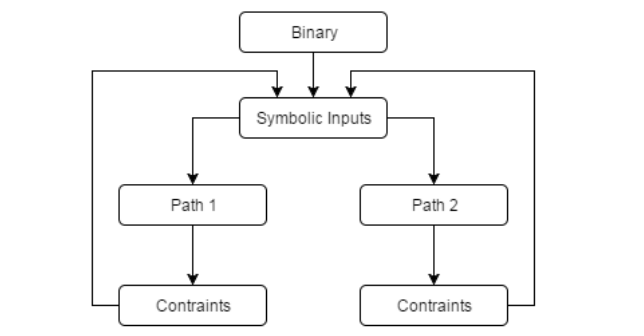 Binary
Symbolic Inputs
Path 1
Path 2
Contraints
Contraints